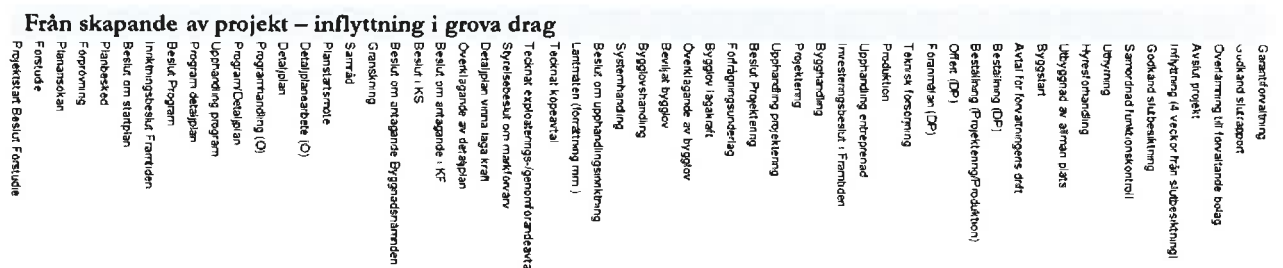 Från skapande av projekt – inflyttning i grova drag
Projektstart Beslut Förstudie
Förstudie
Planansökan
Förprövning
Planbesked
Beslut om startplan
Inriktningsbeslut Framtiden
Beslut Program
Program detaljplan
Upphandling program
Program/Detaljplan
Programhandling (O)
Detaljplan
Detaljplanearbete (O)
Planstartsmöte
Samråd
Granskning
Beslut om antagande Byggnadsnämnden
Beslut i KS
Beslut om antagande i KF
Överklagande av detaljplan
Detaljplan vinna laga kraft
Styrelsebeslut om markförvärv
Tecknat exploaterings-/genomförandeavta
Tecknat köpeavtal
Lantmäteri (förrättning mm )
Beslut om upphandlingsinriktning
Systemhandling
Bygglovshandling
Beviljat bygglov
Överklagande av bygglov
Bygglov lagakraft
Förfrågningsunderlag
Beslut Projektering
Upphandling projektering
Projektering
Bygghandling
Investeringsbeslut i Framtiden
Upphandling entreprenad
Produktion
Teknisk försörjning
Föranmälan (DP)
Offert (DP)
Beställning (Projektering/Produktion)
Beställning (DP)
Avtal för förvaltningens drift
Byggstart
Utbyggnad av allmän plats
Hyresförhandling
Uthyrning
Samordnad funktionskontroll
Godkänd slutbesiktning
Inflyttning (4 veckor från slutbesiktning)
Avslut projekt
Överlämning till förvaltande bolag
Godkänd slutrapport
Garantiförvaltning